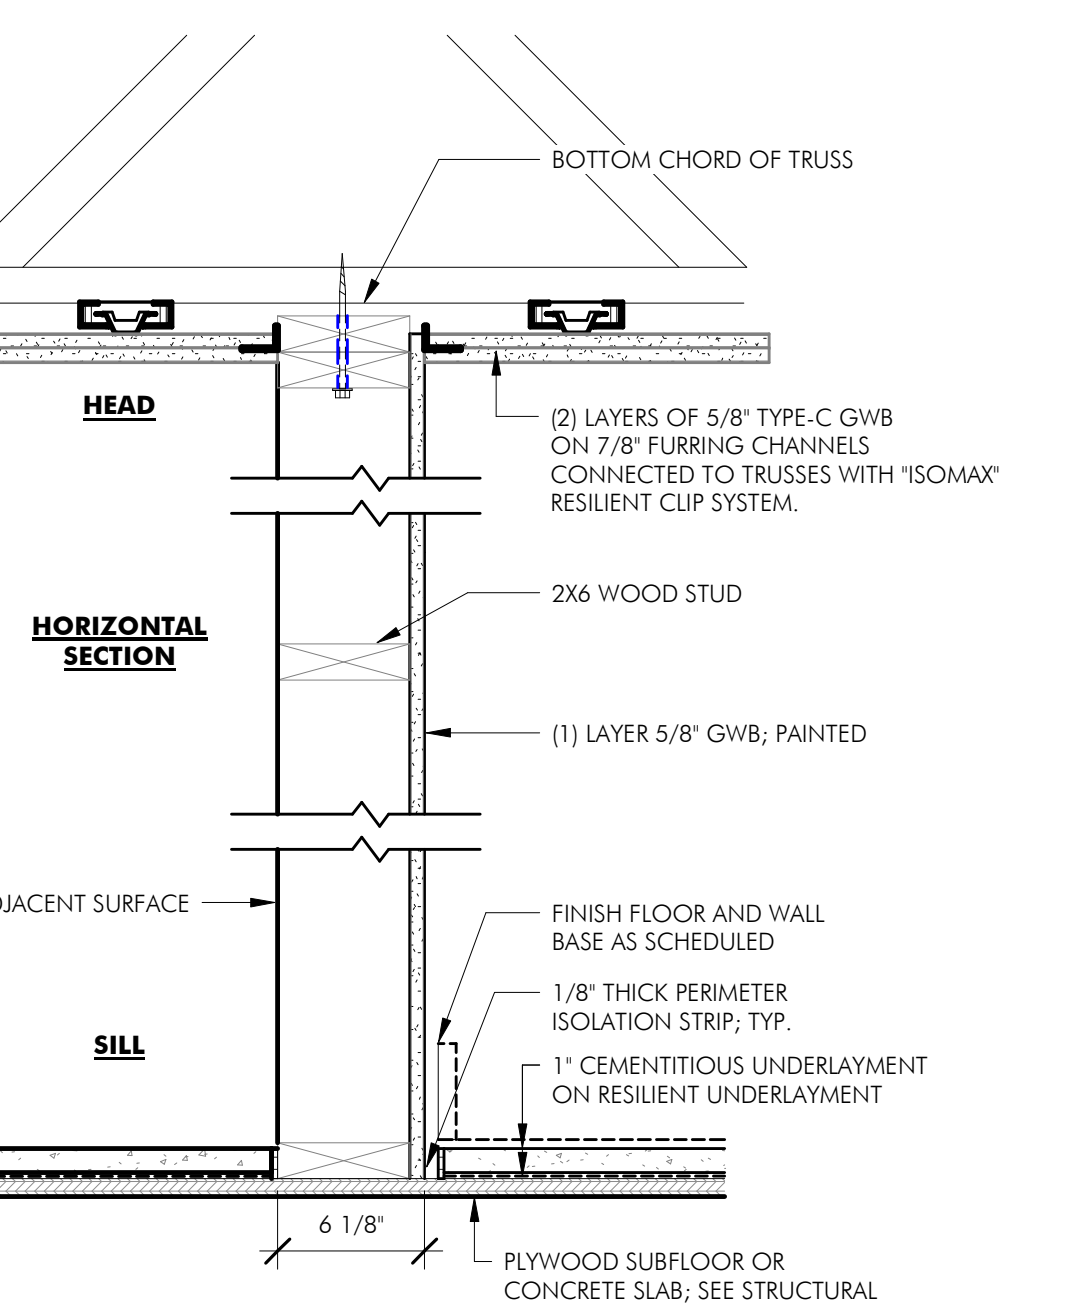 BOTTOM CHORD OF TRUSS
HEAD
(2) LAYERS OF 5/8" TYPE-C GWB
ON 7/8" FURRING CHANNELS
CONNECTED TO TRUSSES WITH "ISOMAX"
RESILIENT CLIP SYSTEM.
2X6 WOOD STUD
HORIZONTAL
SECTION
(1) LAYER 5/8" GWB; PAINTED
SURFACE
FINISH FLOOR AND WALL
BASE AS SCHEDULED
1/8" THICK PERIMETER
ISOLATION STRIP; TYP.
SILL
1" CEMENTITIOUS UNDERLAYMENT
ON RESILIENT UNDERLAYMENT
6 1/8"
PLYWOOD SUBFLOOR OR
CONCRETE SLAB; SEE STRUCTURAL